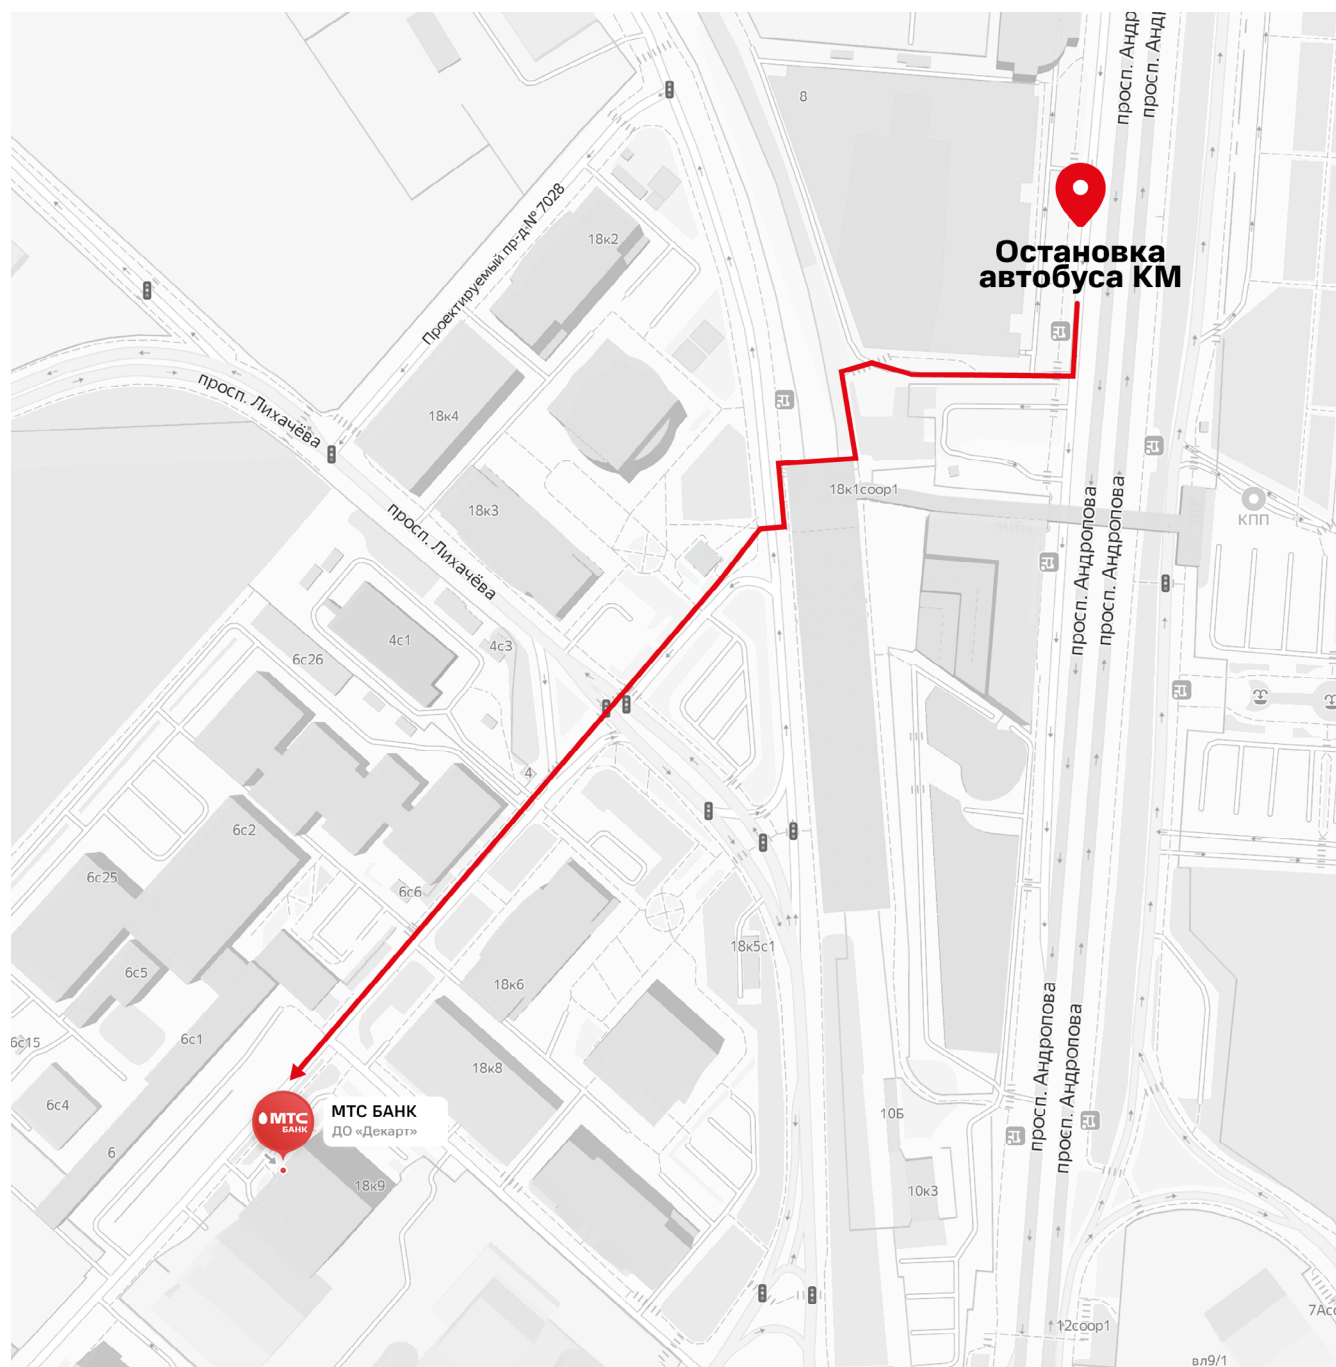 просп. Андр
просп. Анд
8
Проектируемый пр-д № 7028
18к2
Остановка
автобуса КМ
просп. Лихачёва
18к4
18к3
просп. Лихачёва
18к1соор1
КПП
просп. Андропова
просп. Андропова
4с1
4с3
6с26
4
6с2
6с25
6с6
6с5
18к5с1
18к6
6с15
6с1
просп. Андропова
просп. Андропова
18к8
6с4
МТС
БАНК
МТС БАНК
ДО «Декарт»
10Б
6
18к9
10к3
7Асо
12соор1
вл9/1